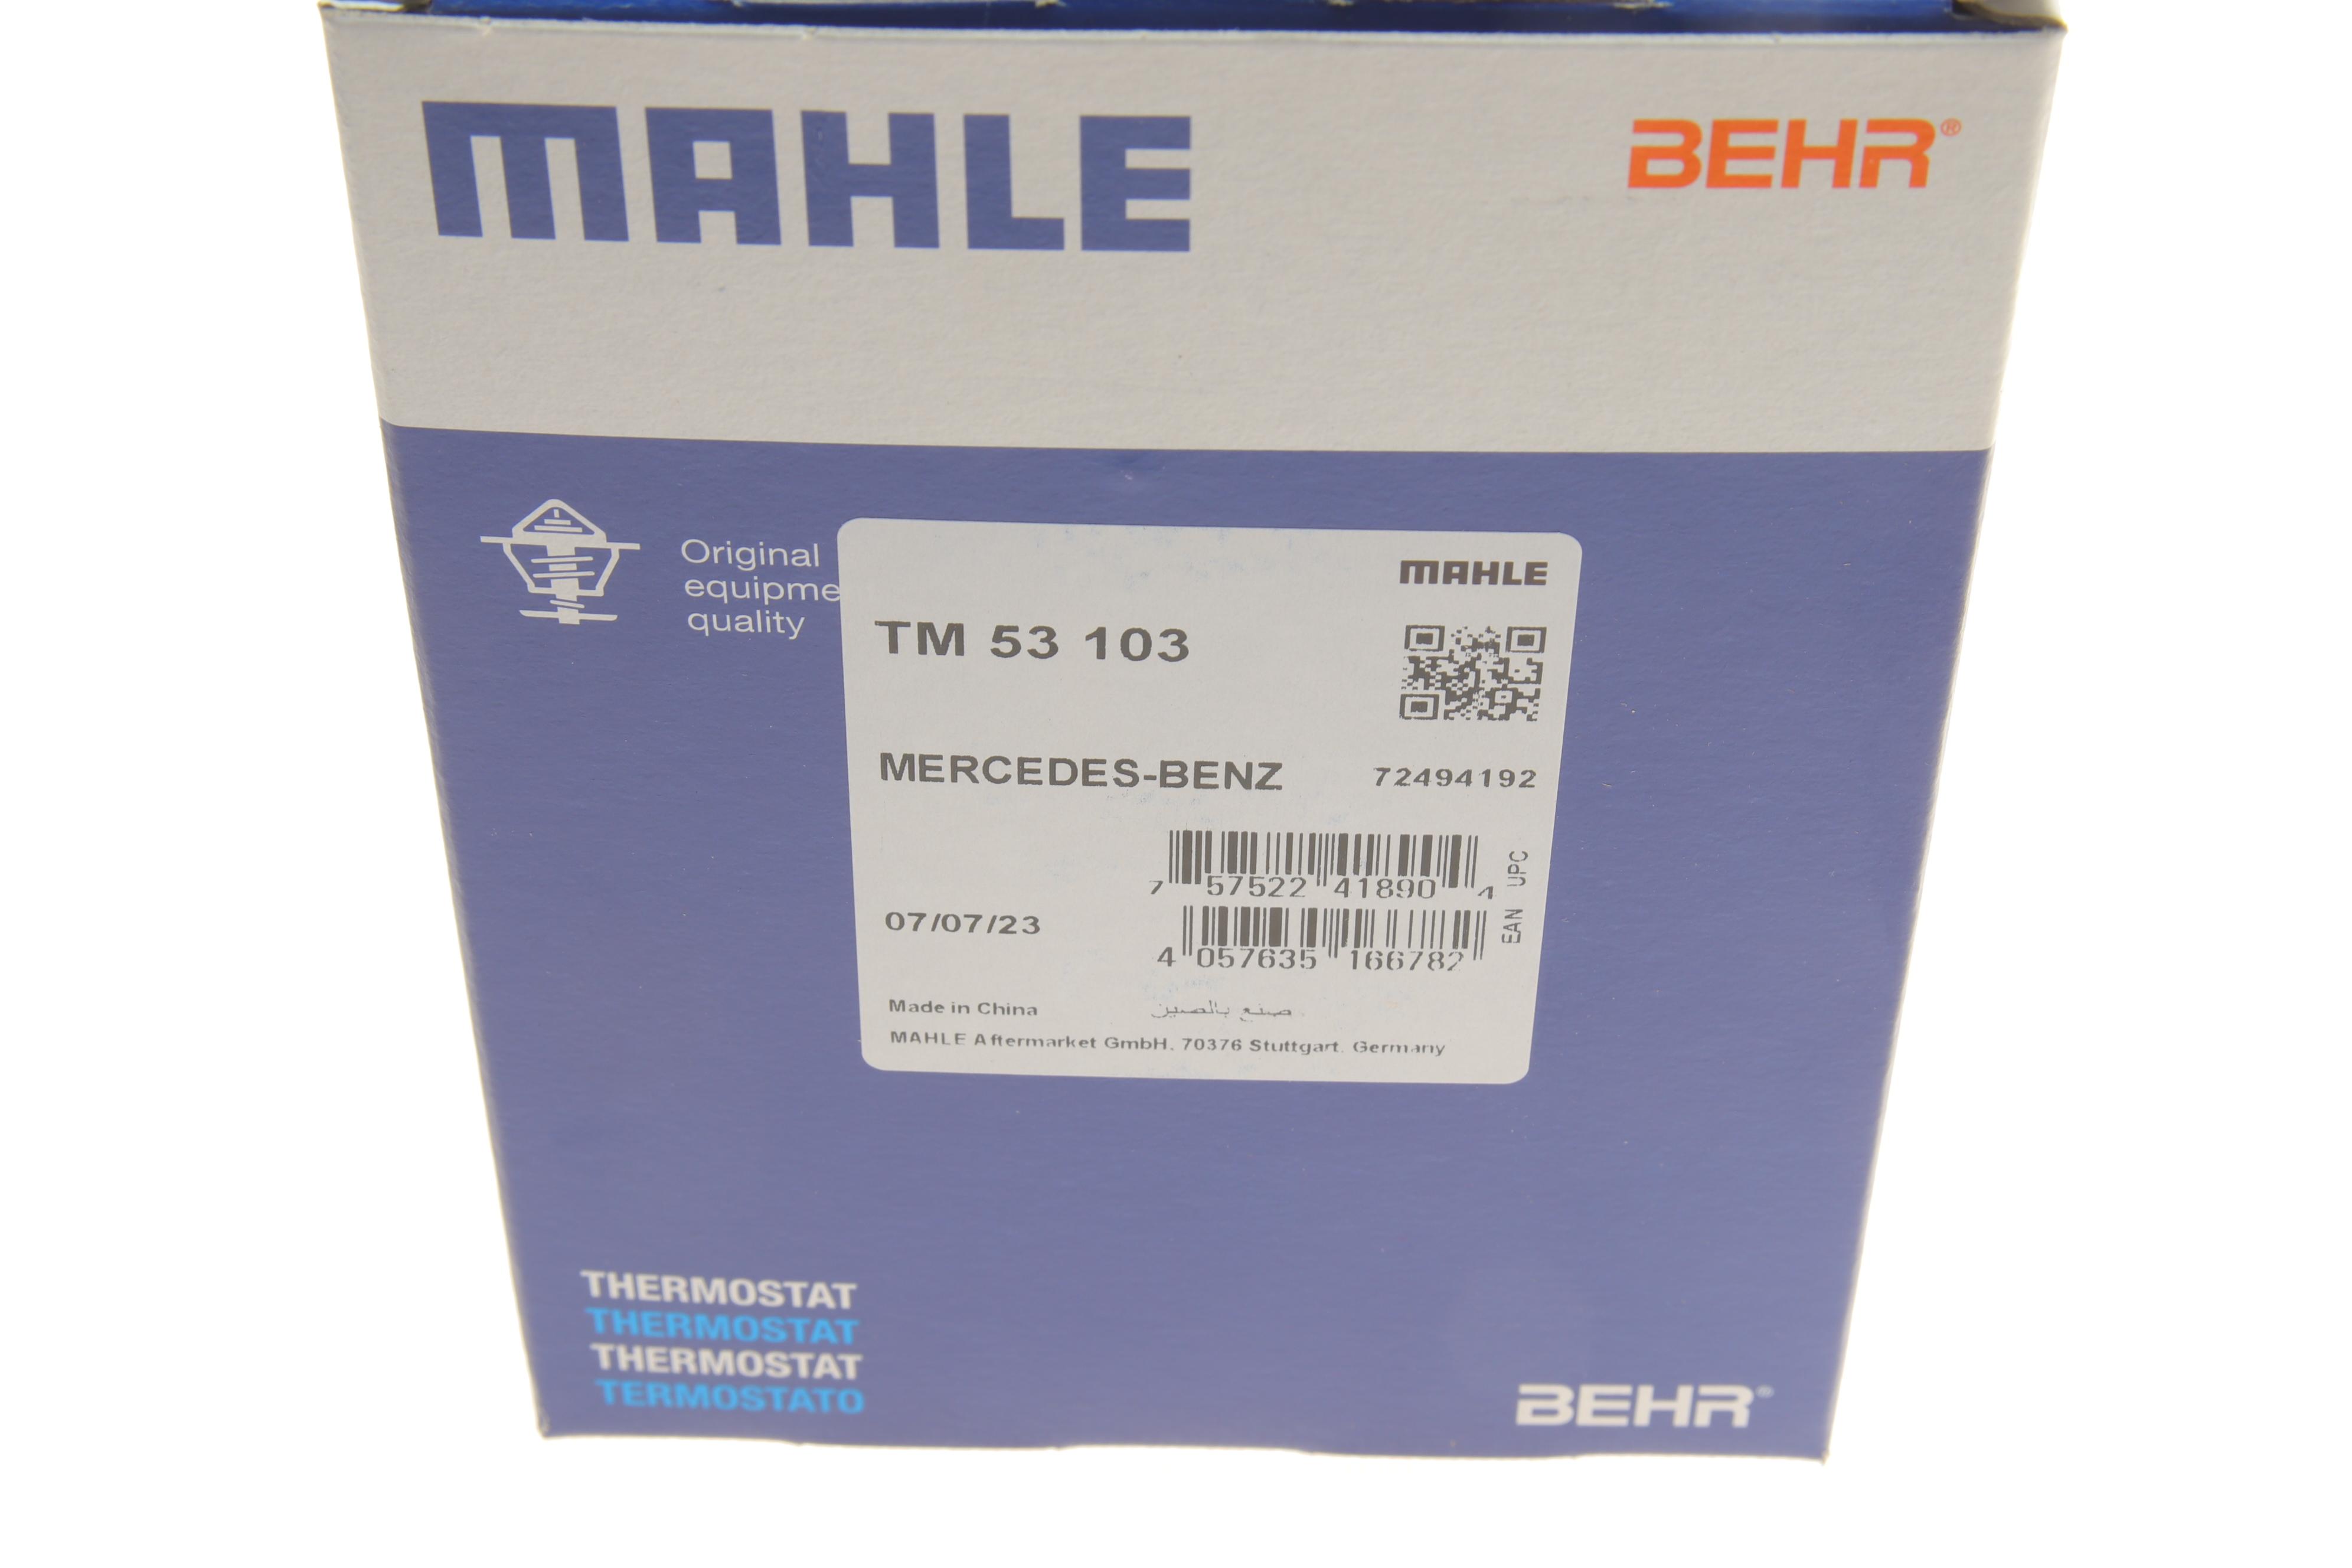 MAHLE
BEHR®
Original
equipme
quality
MAHLE
TM 53 103
MERCEDES-BENZ 72494192
7 57522 41890 4
UPC
07/07/23
4 057635 166782
EAN
Made in China صنع بالصين
MAHLE Aftermarket GmbH. 70376 Stuttgart. Germany
THERMOSTAT
THERMOSTAT
THERMOSTAT
TERMOSTATO
BEHR®